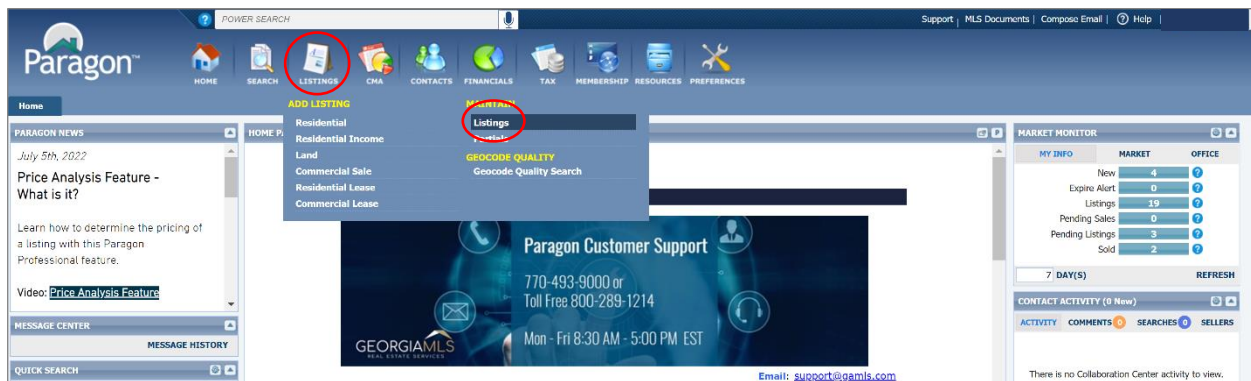 POWER SEARCH
Support | MLS Documents | Compose Email | Help |
Paragon™
HOME SEARCH LISTINGS CMA CONTACTS FINANCIALS TAX MEMBERSHIP RESOURCES PREFERENCES
Home
ADD LISTING
Residential
Residential Income
Land
Commercial Sale
Residential Lease
Commercial Lease
MAINTAIN
Listings
Partials
GEOCODE QUALITY
Geocode Quality Search
PARAGON NEWS
July 5th, 2022
Price Analysis Feature -
What is it?
Learn how to determine the pricing of
a listing with this Paragon
Professional feature.
Video: Price Analysis Feature
MESSAGE CENTER
MESSAGE HISTORY
QUICK SEARCH
HOME P
Paragon Customer Support
770-493-9000 or
Toll Free 800-289-1214
Mon - Fri 8:30 AM - 5:00 PM EST
GEORGIAMLS
REAL ESTATE SERVICES
Email: support@gamls.com
MARKET MONITOR
MY INFO MARKET OFFICE
New 4
Expire Alert 0
Listings 19
Pending Sales 0
Pending Listings 3
Sold 2
7 DAY(S) REFRESH
CONTACT ACTIVITY (0 New)
ACTIVITY COMMENTS 0 SEARCHES 0 SELLERS
There is no Collaboration Center activity to view.